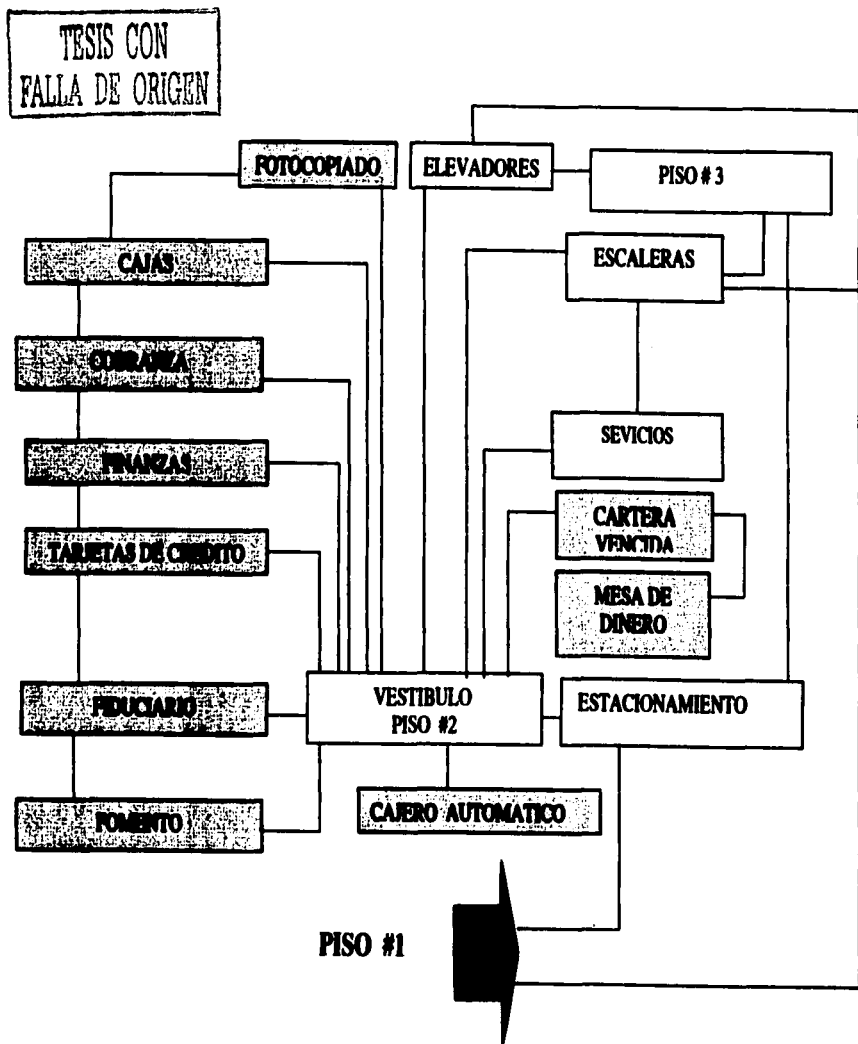 TESIS CON
FALLA DE ORIGEN
FOTOCOPIADO
ELEVADORES
PISO # 3
CAJAS
ESCALERAS
COBRANZA
FINANZAS
SEVICIOS
TARJETAS DE CREDITO
CARTERA
VENCIDA
MESA DE
DINERO
FIDUCIARIO
VESTIBULO
PISO #2
ESTACIONAMIENTO
FOMENTO
CAJERO AUTOMATICO
PISO #1